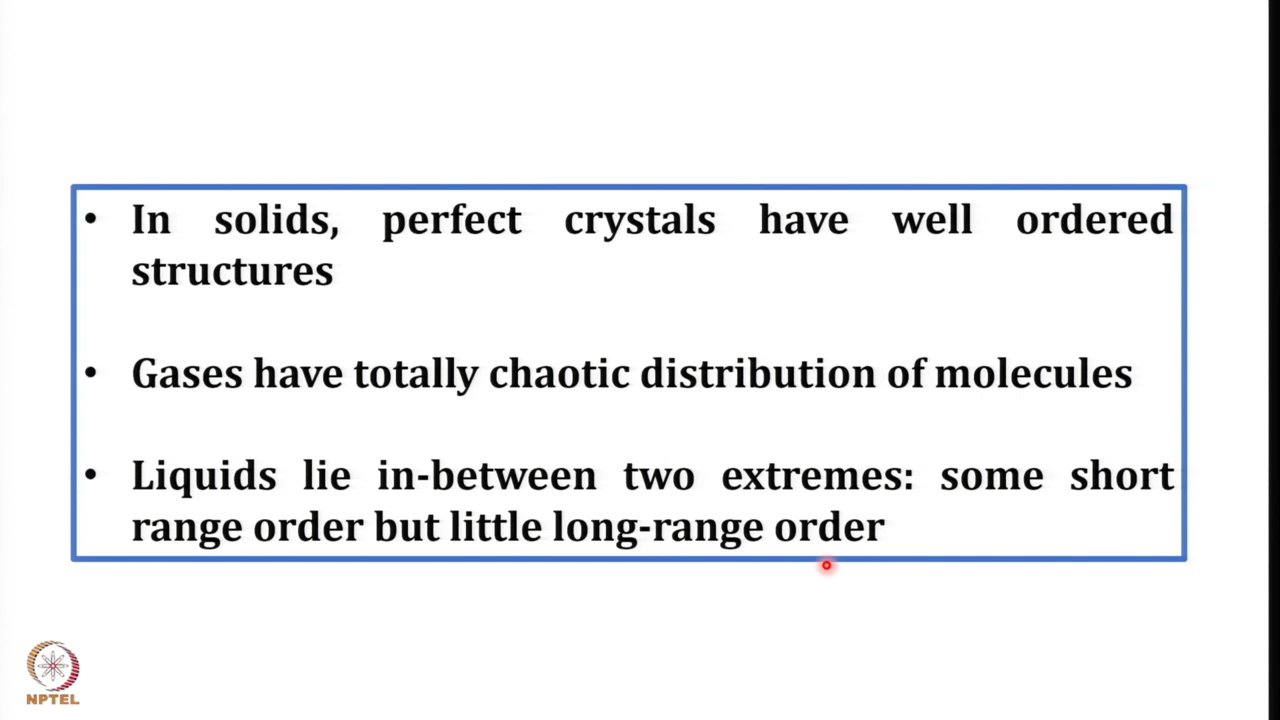 • In solids, perfect crystals have well ordered
structures
• Gases have totally chaotic distribution of molecules
• Liquids lie in-between two extremes: some short
range order but little long-range order
NPTEL